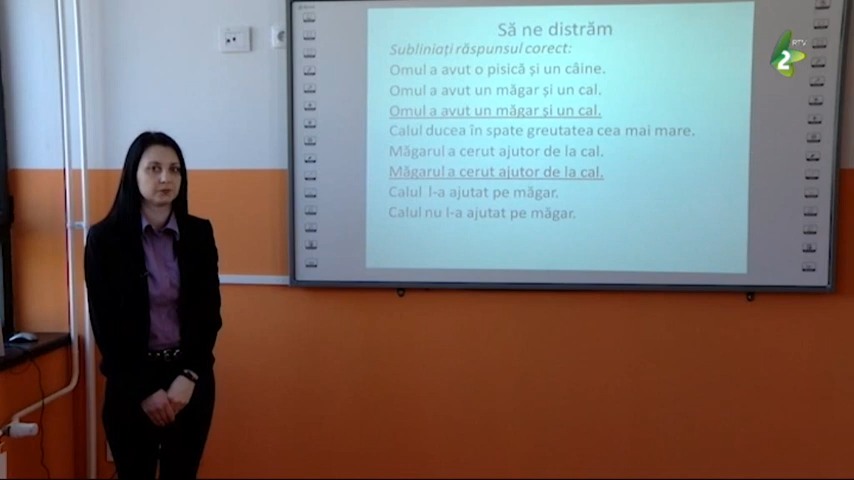 Să ne distrăm
Subliniați răspunsul corect:
Omul a avut o pisică și un câine.
Omul a avut un măgar și un cal.
Omul a avut un măgar și un cal.
Calul ducea în spate greutatea cea mai mare.
Măgarul a cerut ajutor de la cal.
Măgarul a cerut ajutor de la cal.
Calul l-a ajutat pe măgar.
Calul nu l-a ajutat pe măgar.
RTV
2